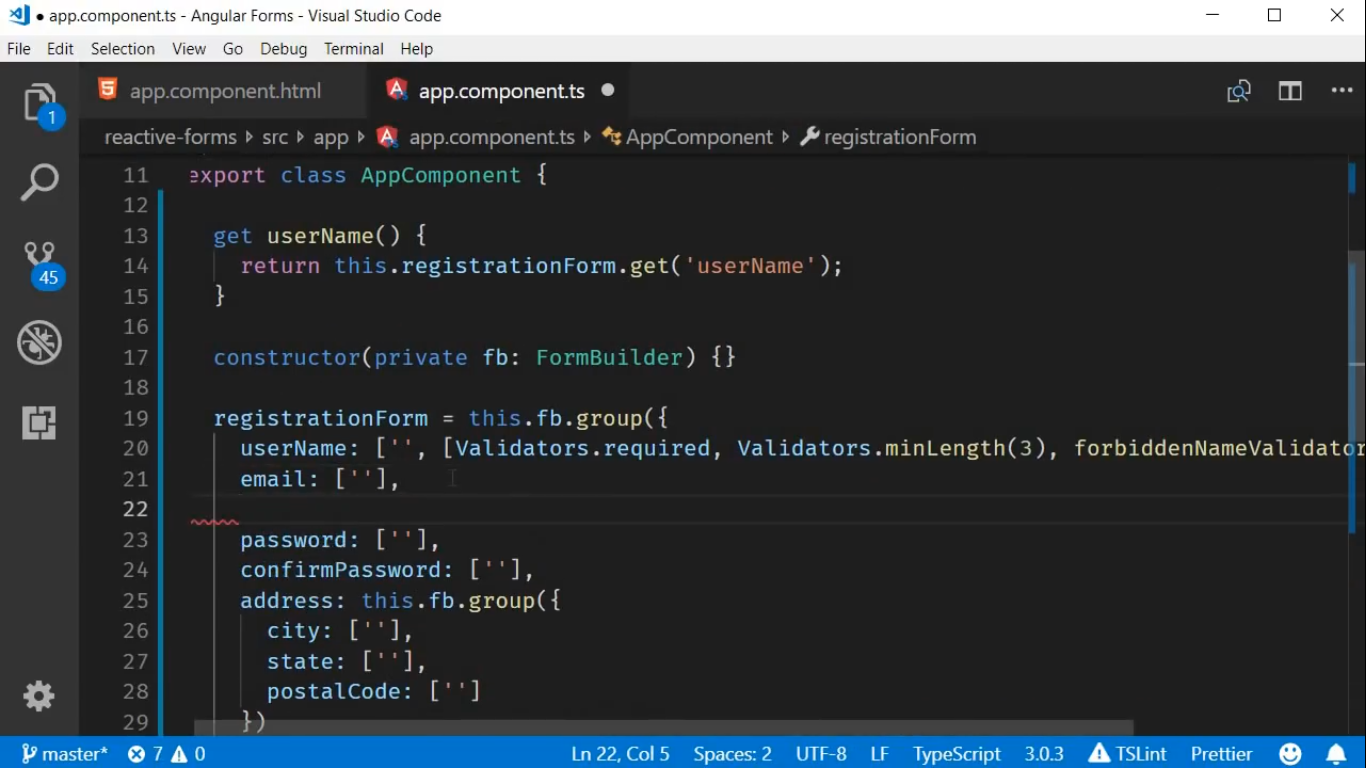 app.component.ts - Angular Forms - Visual Studio Code
File Edit Selection View Go Debug Terminal Help
app.component.html app.component.ts
1
reactive-forms src app app.component.ts AppComponent registrationForm
11 export class AppComponent {
12
13 get userName() {
14 return this.registrationForm.get('userName');
15 }
16
17 constructor(private fb: FormBuilder) {}
18
19 registrationForm = this.fb.group({
20 userName: ['', [Validators.required, Validators.minLength(3), forbiddenNameValidator
21 email: [''],
22
23 password: [''],
24 confirmPassword: [''],
25 address: this.fb.group({
26 city: [''],
27 state: [''],
28 postalCode: ['']
29 })
45
master* 7 0 Ln 22, Col 5 Spaces: 2 UTF-8 LF TypeScript 3.0.3 TSLint Prettier